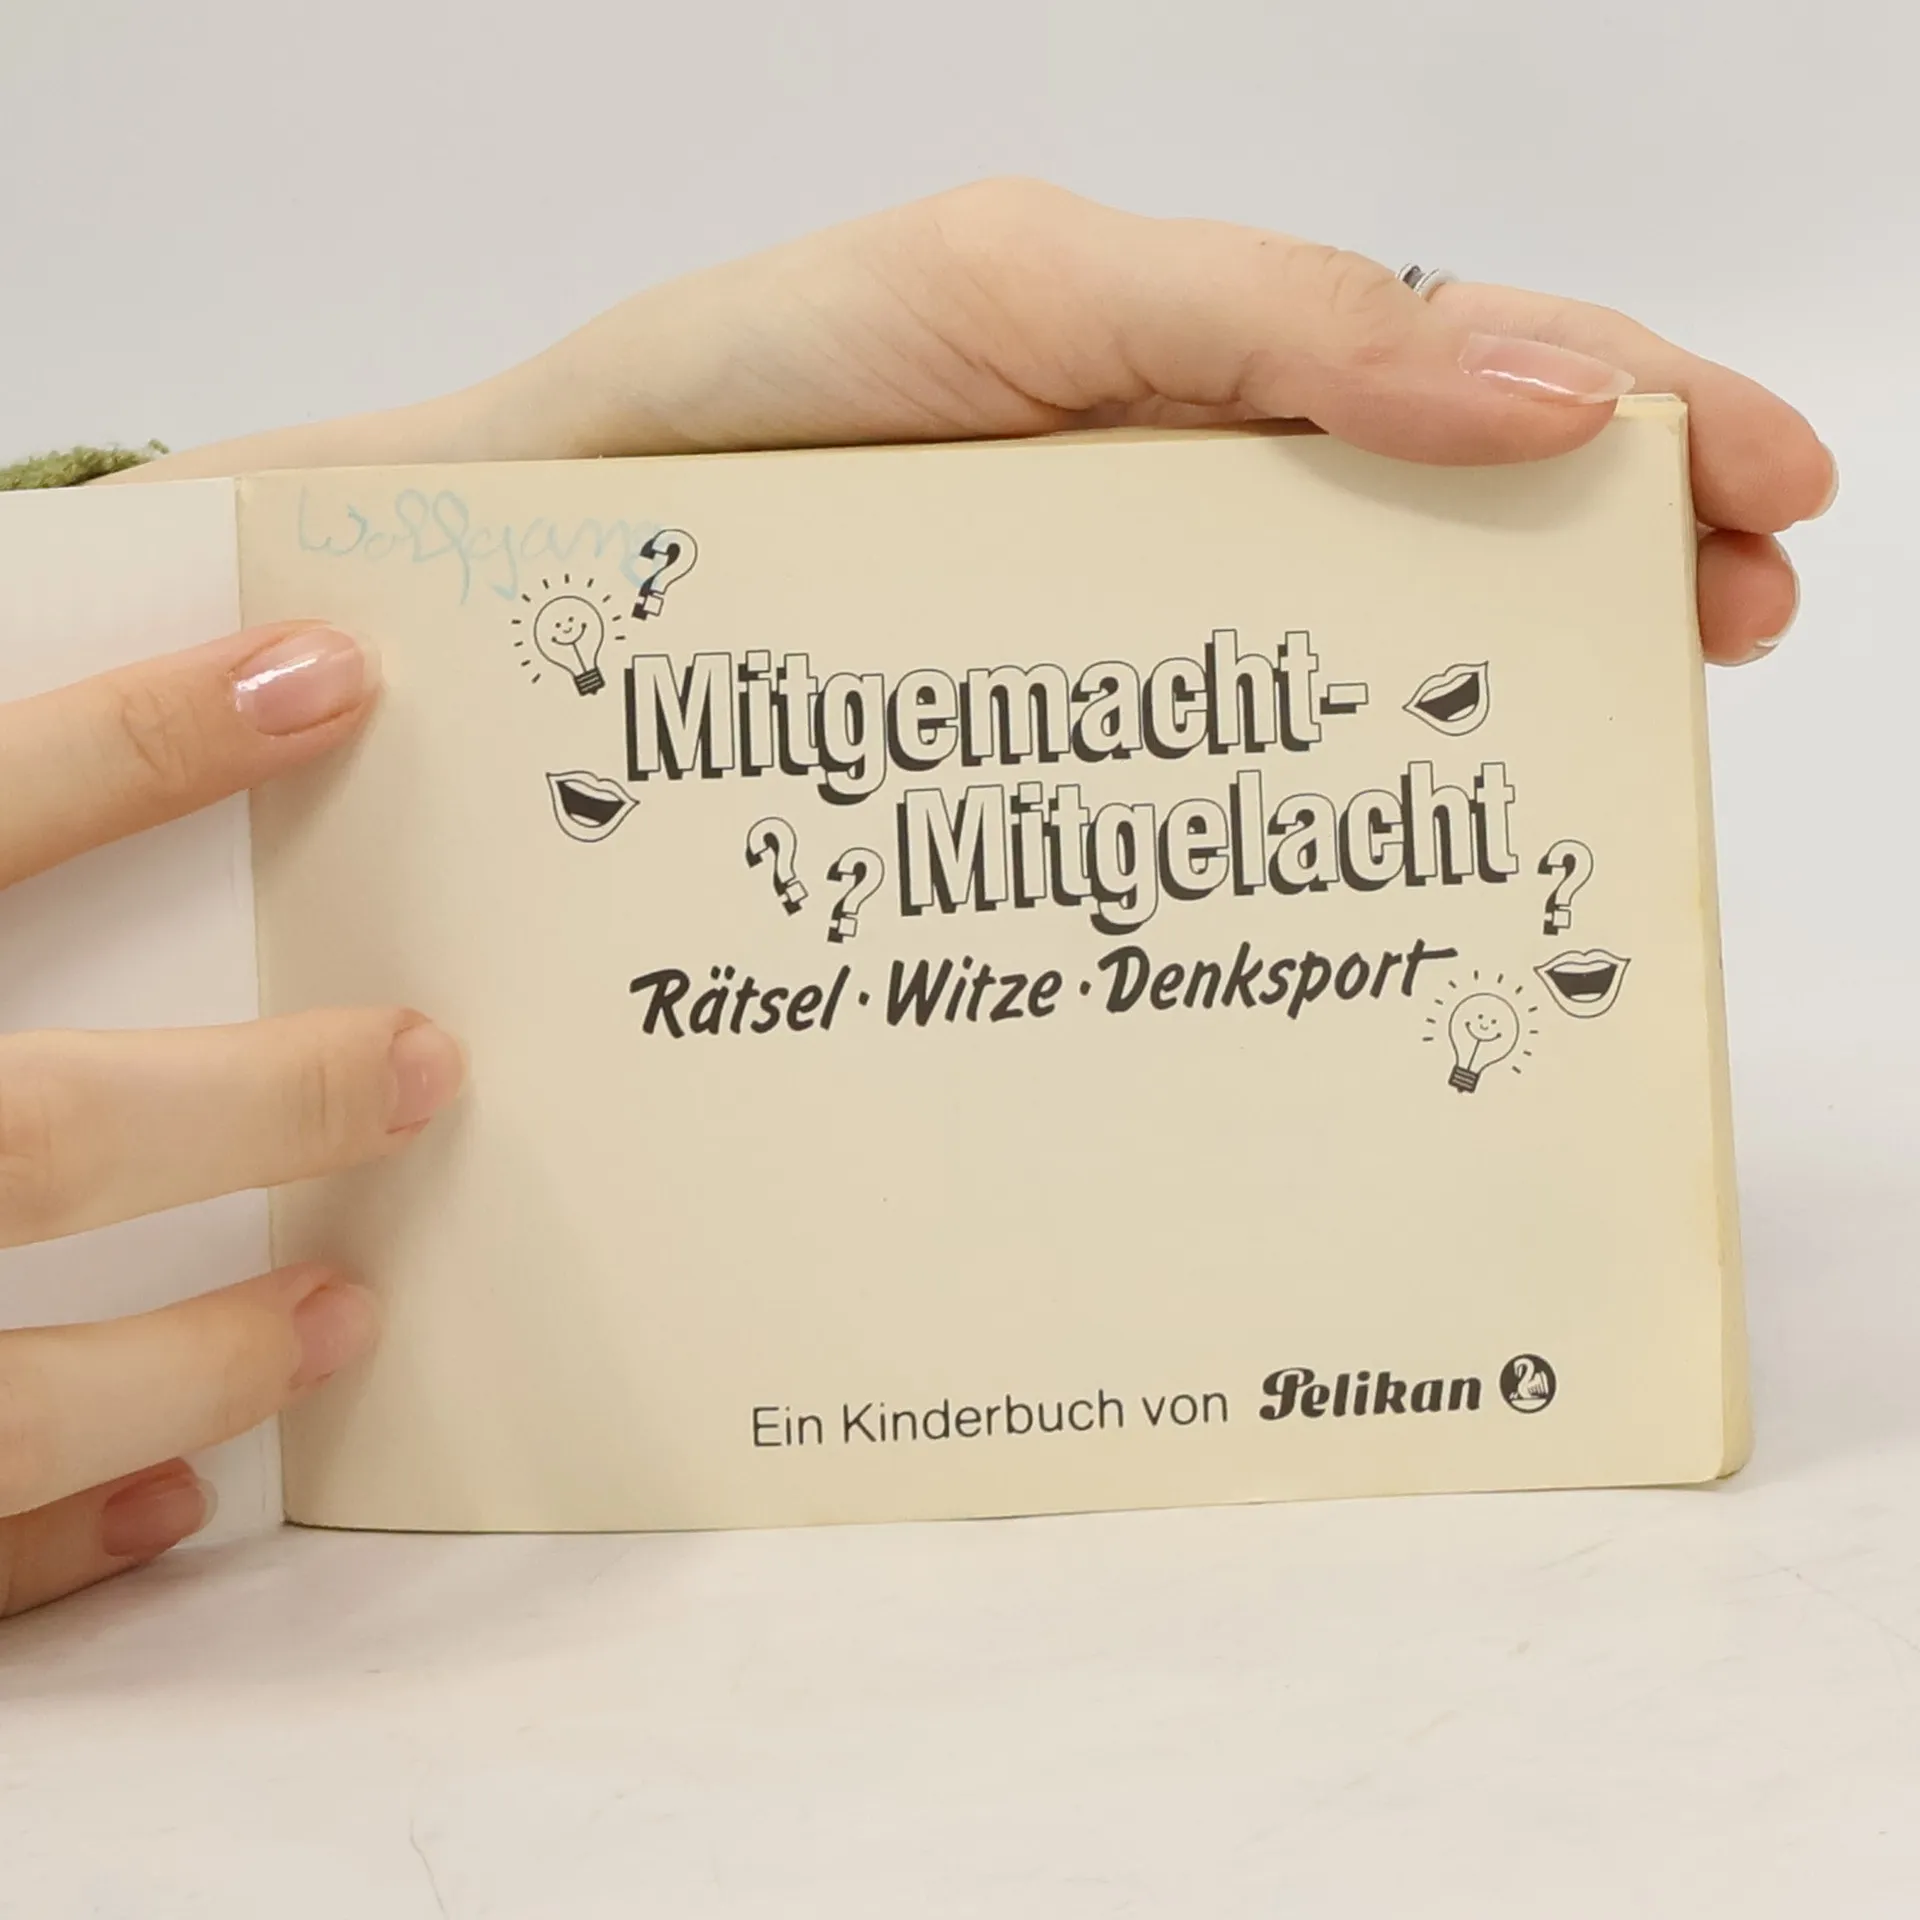 Wolfgang
Mitgemacht-
Mitgelacht
Rätsel · Witze · Denksport
Ein Kinderbuch von Pelikan